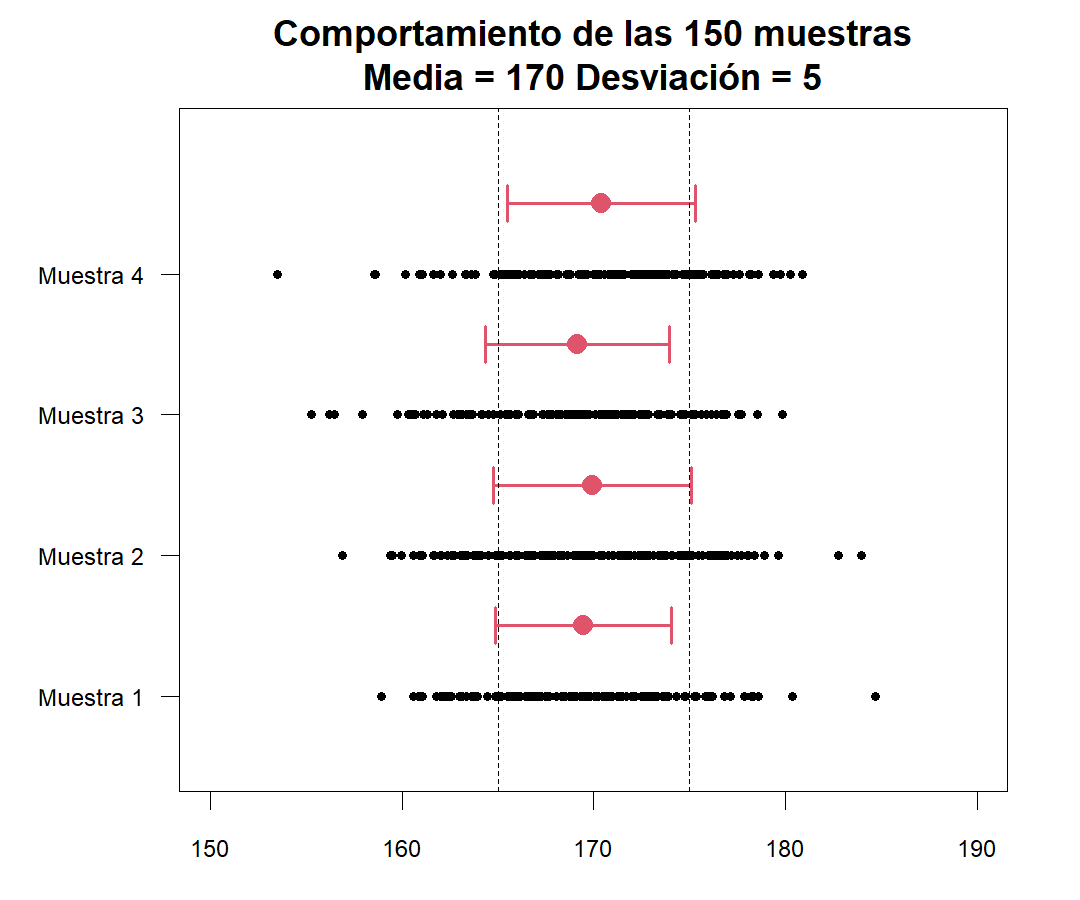 Comportamiento de las 150 muestras
Media = 170 Desviación = 5
Muestra 4
Muestra 3
Muestra 2
Muestra 1
150 160 170 180 190